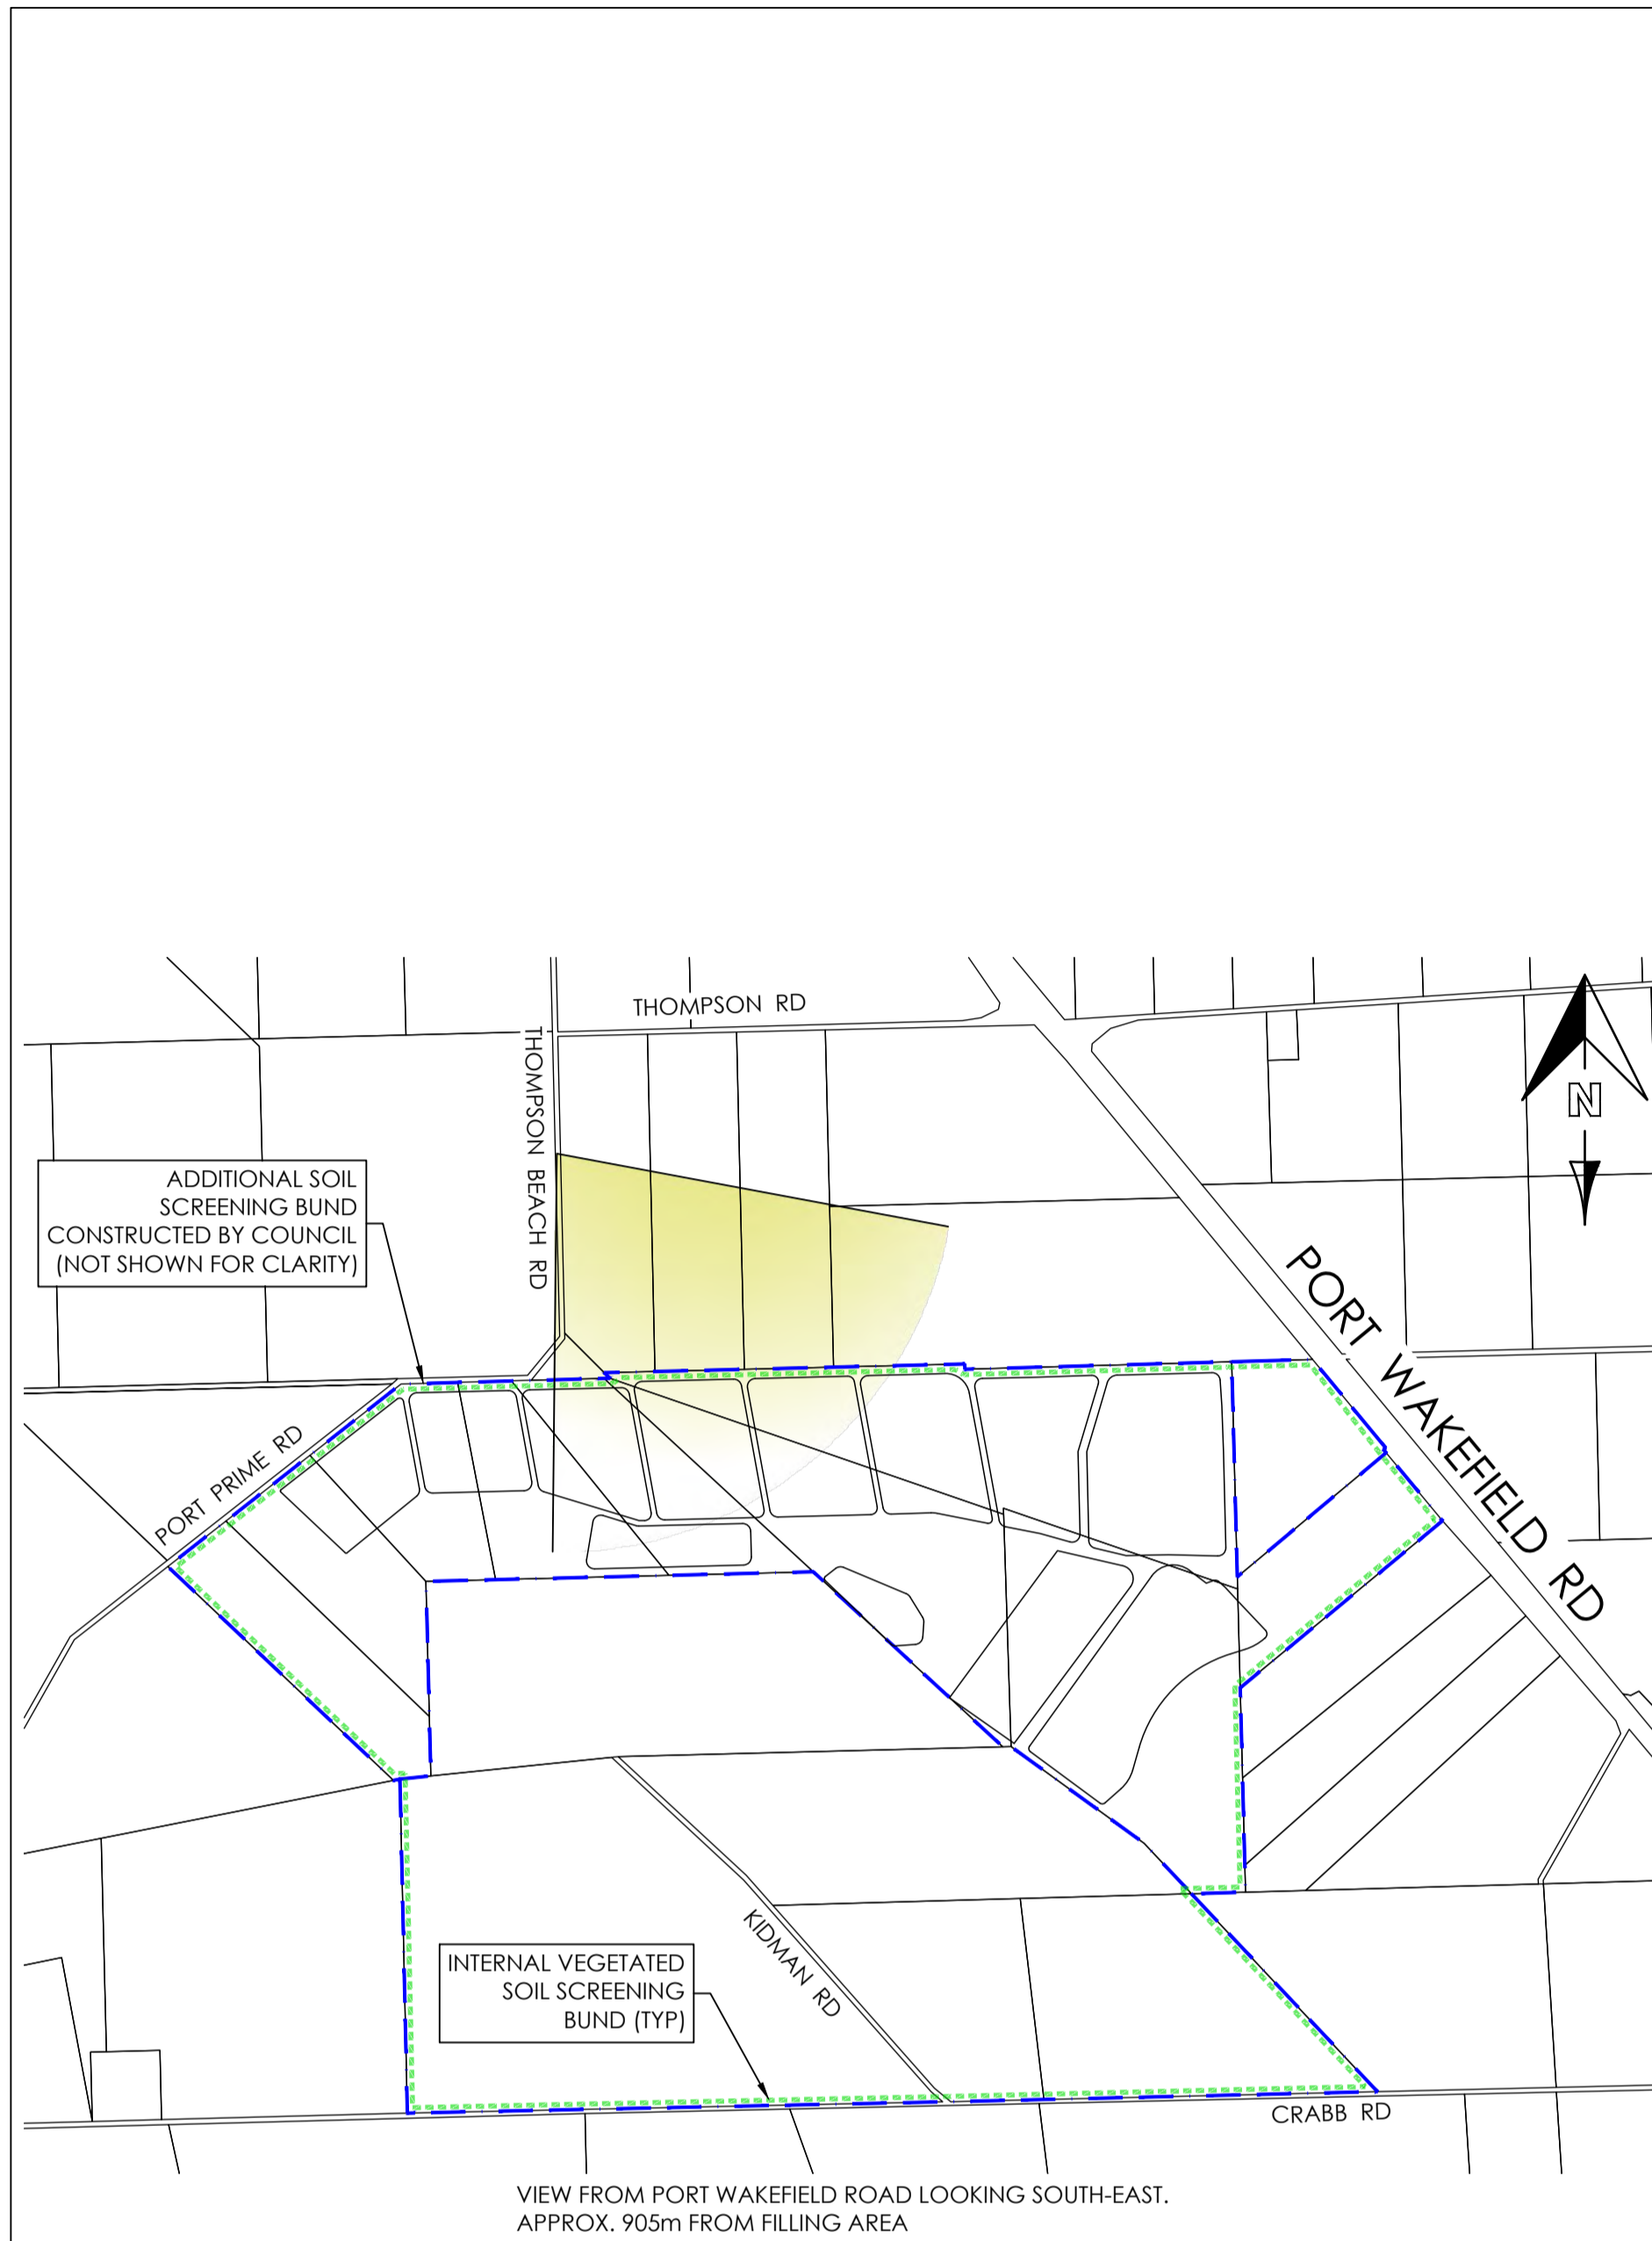 THOMPSON RD
THOMPSON BEACH RD
N
ADDITIONAL SOIL
SCREENING BUND
CONSTRUCTED BY COUNCIL
(NOT SHOWN FOR CLARITY)
PORT WAKEFIELD RD
PORT PRIME RD
INTERNAL VEGETATED
SOIL SCREENING
BUND (TYP)
KIDMAN RD
CRABB RD
VIEW FROM PORT WAKEFIELD ROAD LOOKING SOUTH-EAST.
APPROX. 905m FROM FILLING AREA